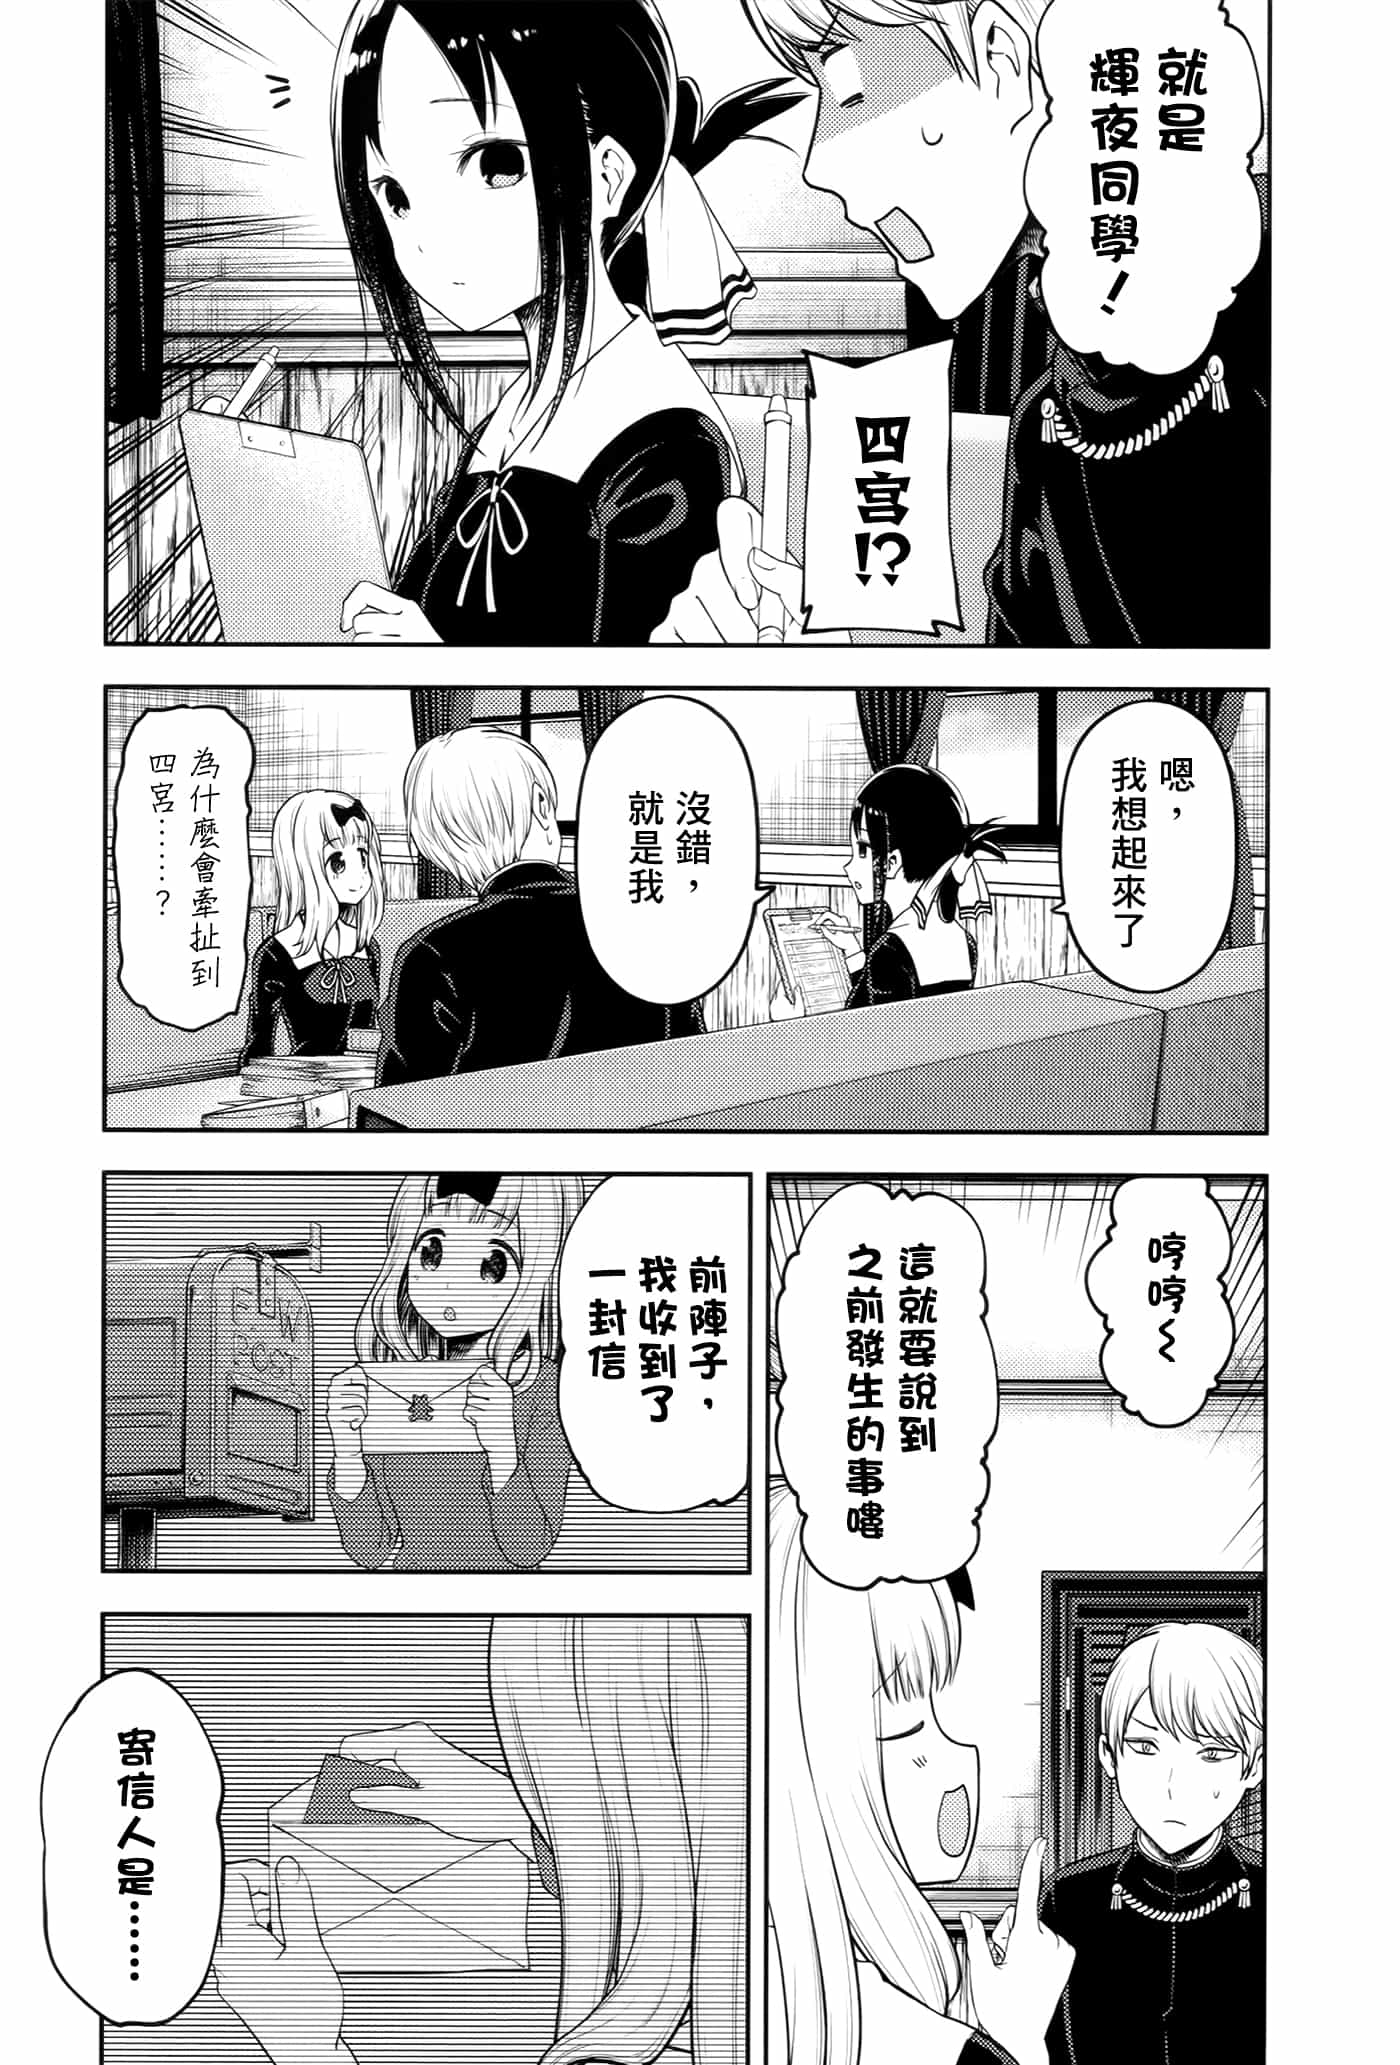 就是
輝夜同學！
四宮!?
嗯，
我想起來了
沒錯，
就是我
為什麼會牽扯到
四宮……？
哼哼～
這就要說到
之前發生的事嘍
前陣子，
我收到了
一封信
寄信人是……